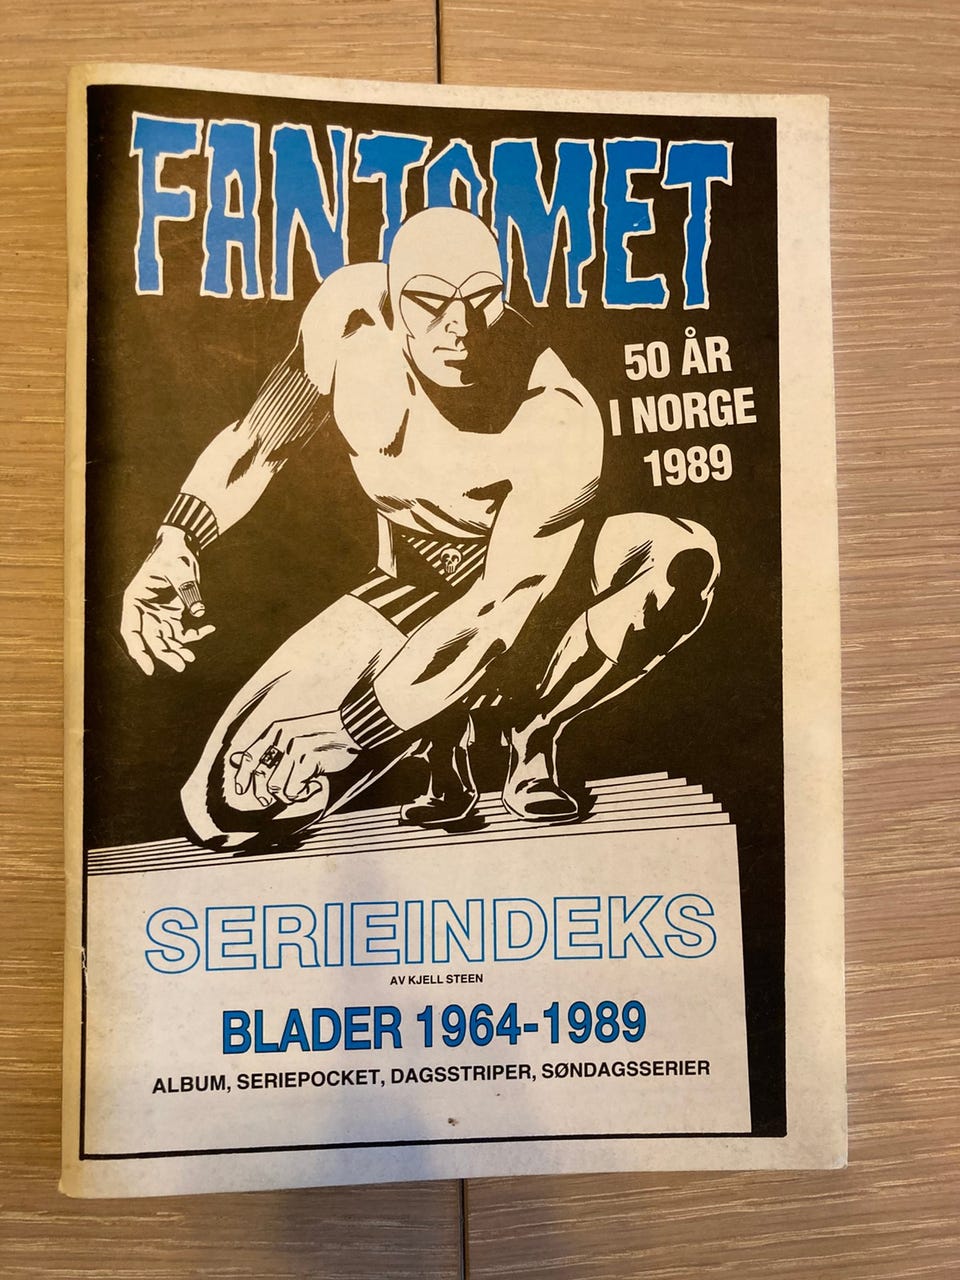 FANTOMET
50 ÅR
I NORGE
1989
SERIEINDEKS
AV KJELL STEEN
BLADER 1964-1989
ALBUM, SERIEPOCKET, DAGSSTRIPER, SØNDAGSSERIER